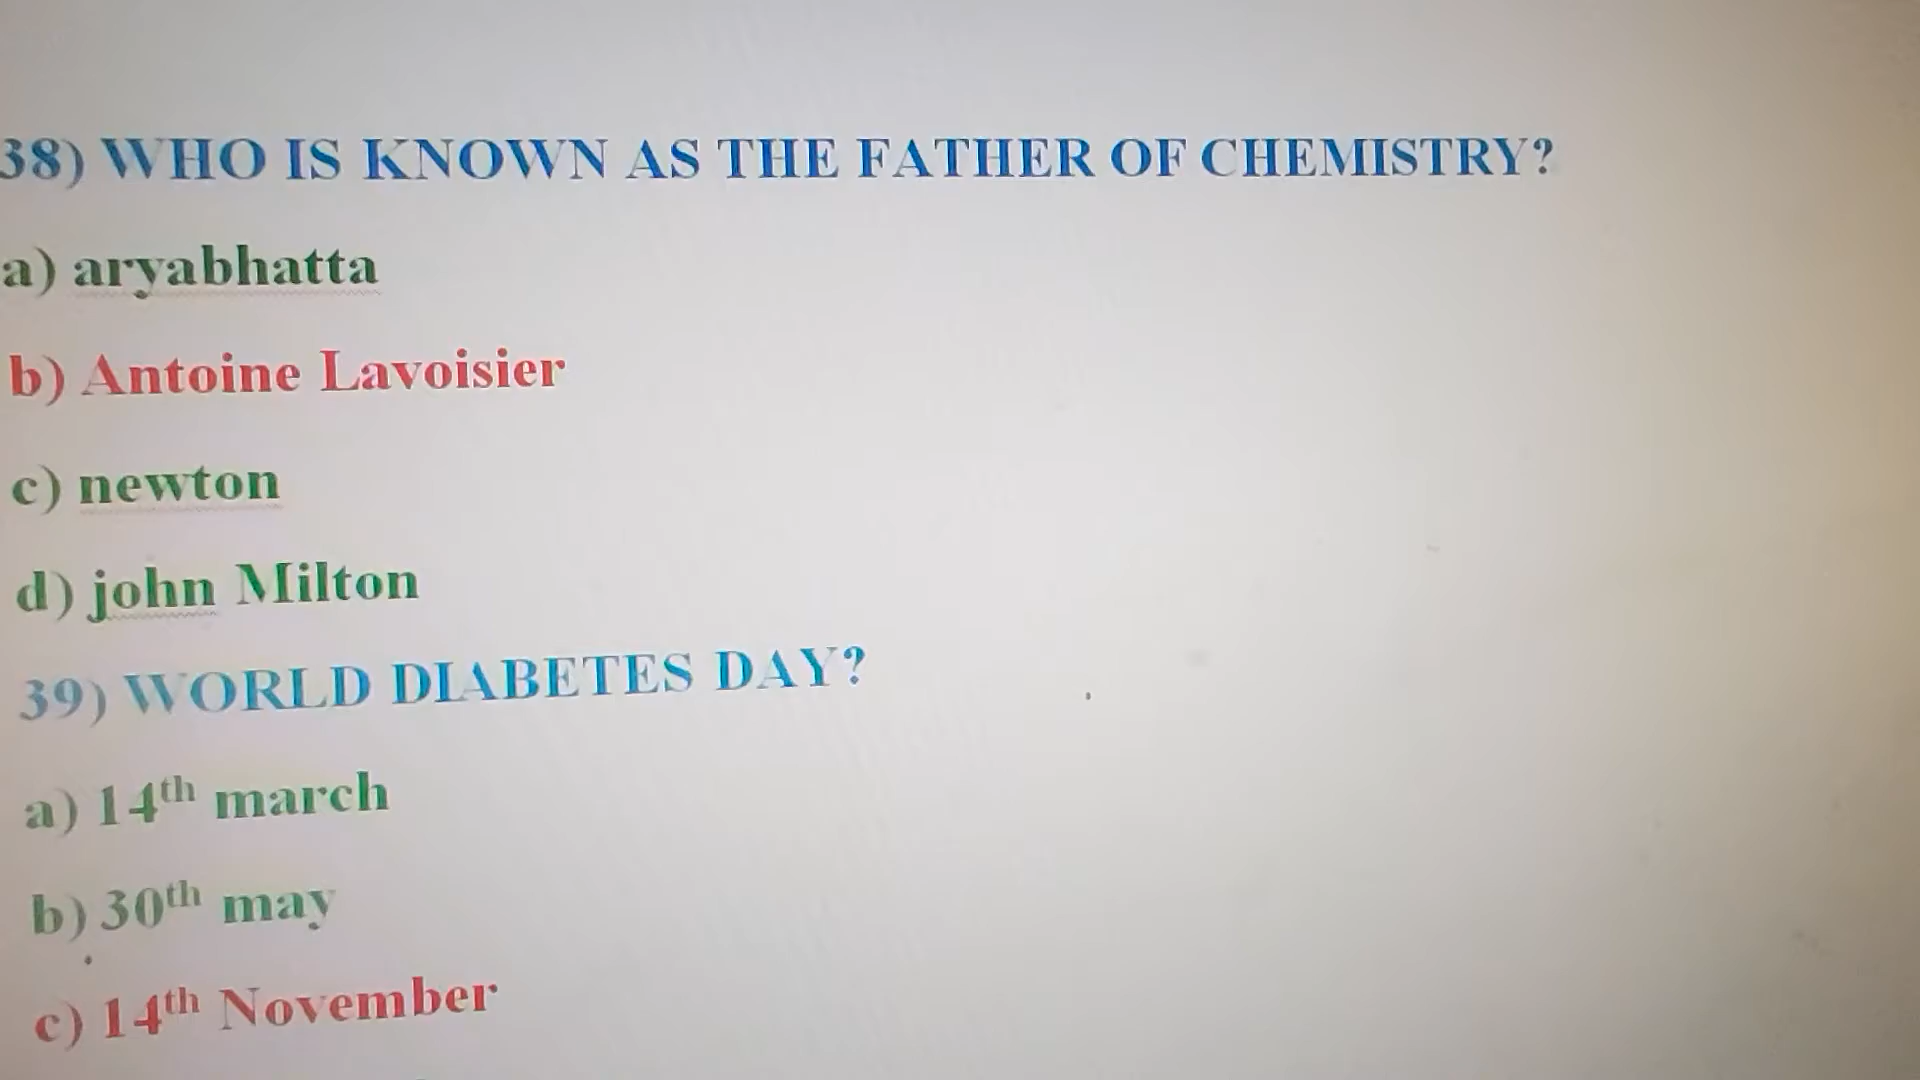 38) WHO IS KNOWN AS THE FATHER OF CHEMISTRY?
a) aryabhatta
b) Antoine Lavoisier
c) newton
d) john Milton
39) WORLD DIABETES DAY?
a) 14th march
b) 30th may
c) 14th November